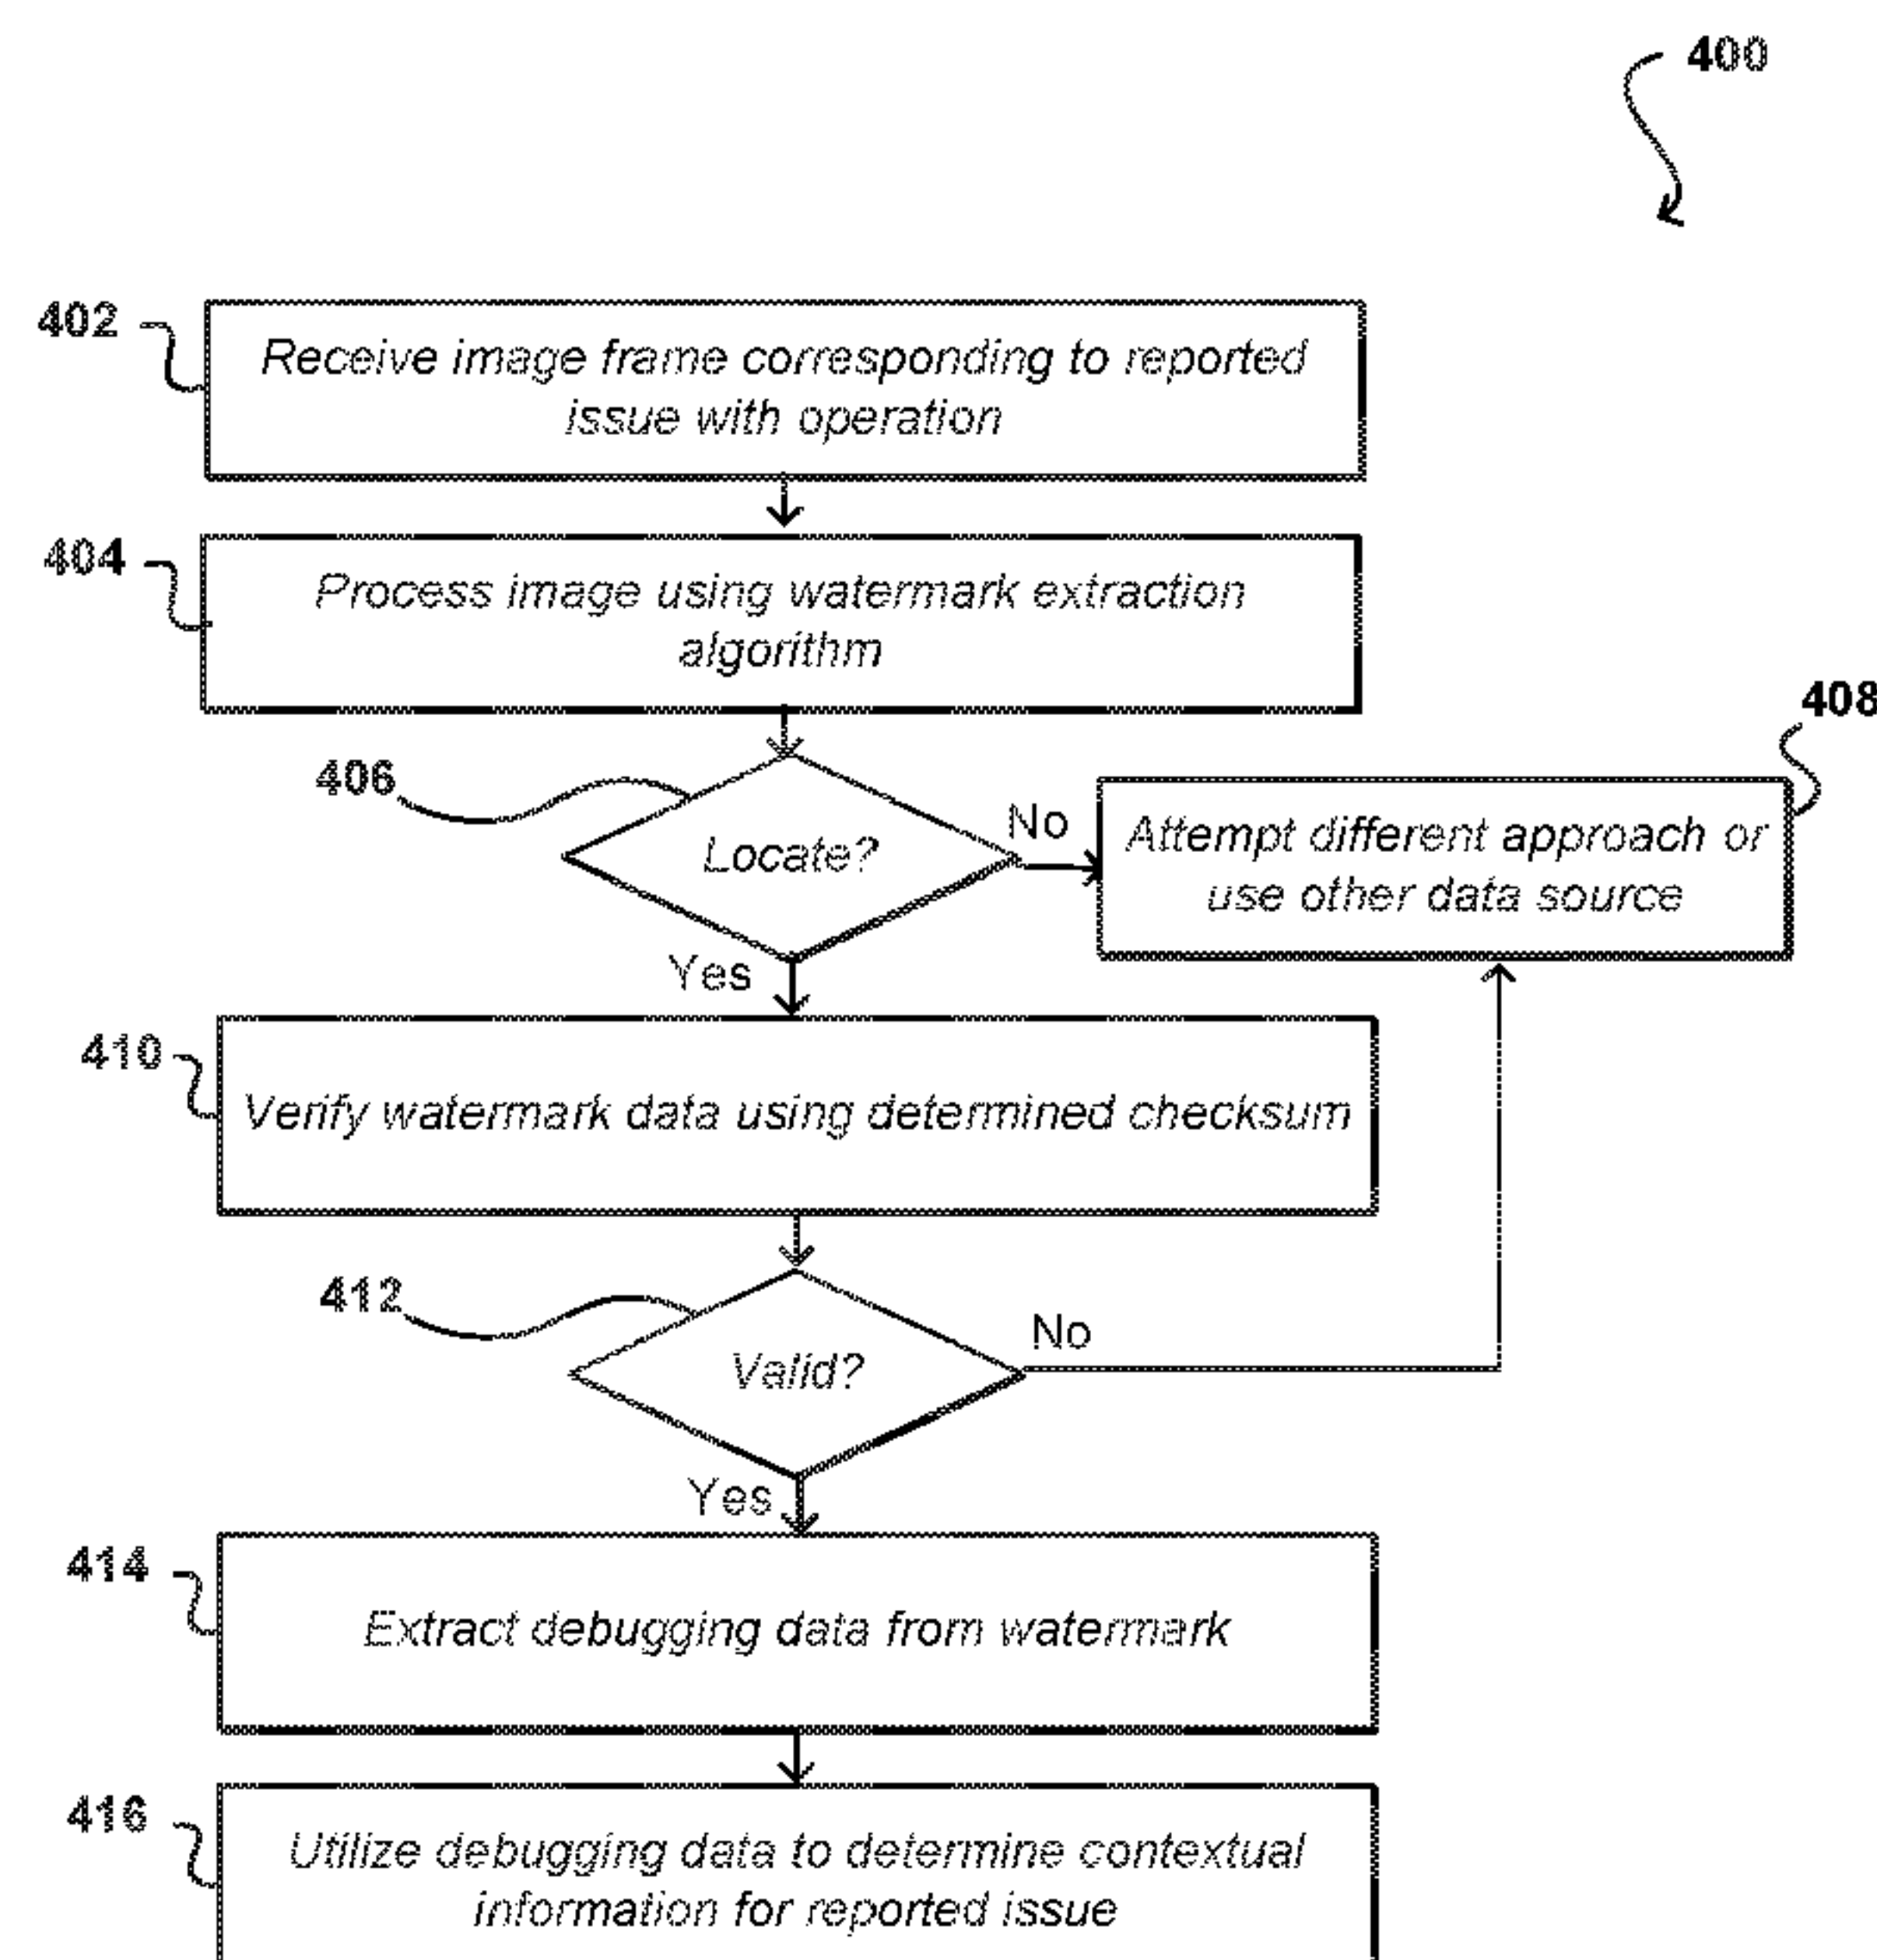 400
402
Receive image frame corresponding to reported
issue with operation
404
Process image using watermark extraction
algorithm
408
406
Locate?
No
Attempt different approach or
use other data source
Yes
410
Verify watermark data using determined checksum
412
Valid?
No
Yes
414
Extract debugging data from watermark
416
Utilize debugging data to determine contextual
information for reported issue